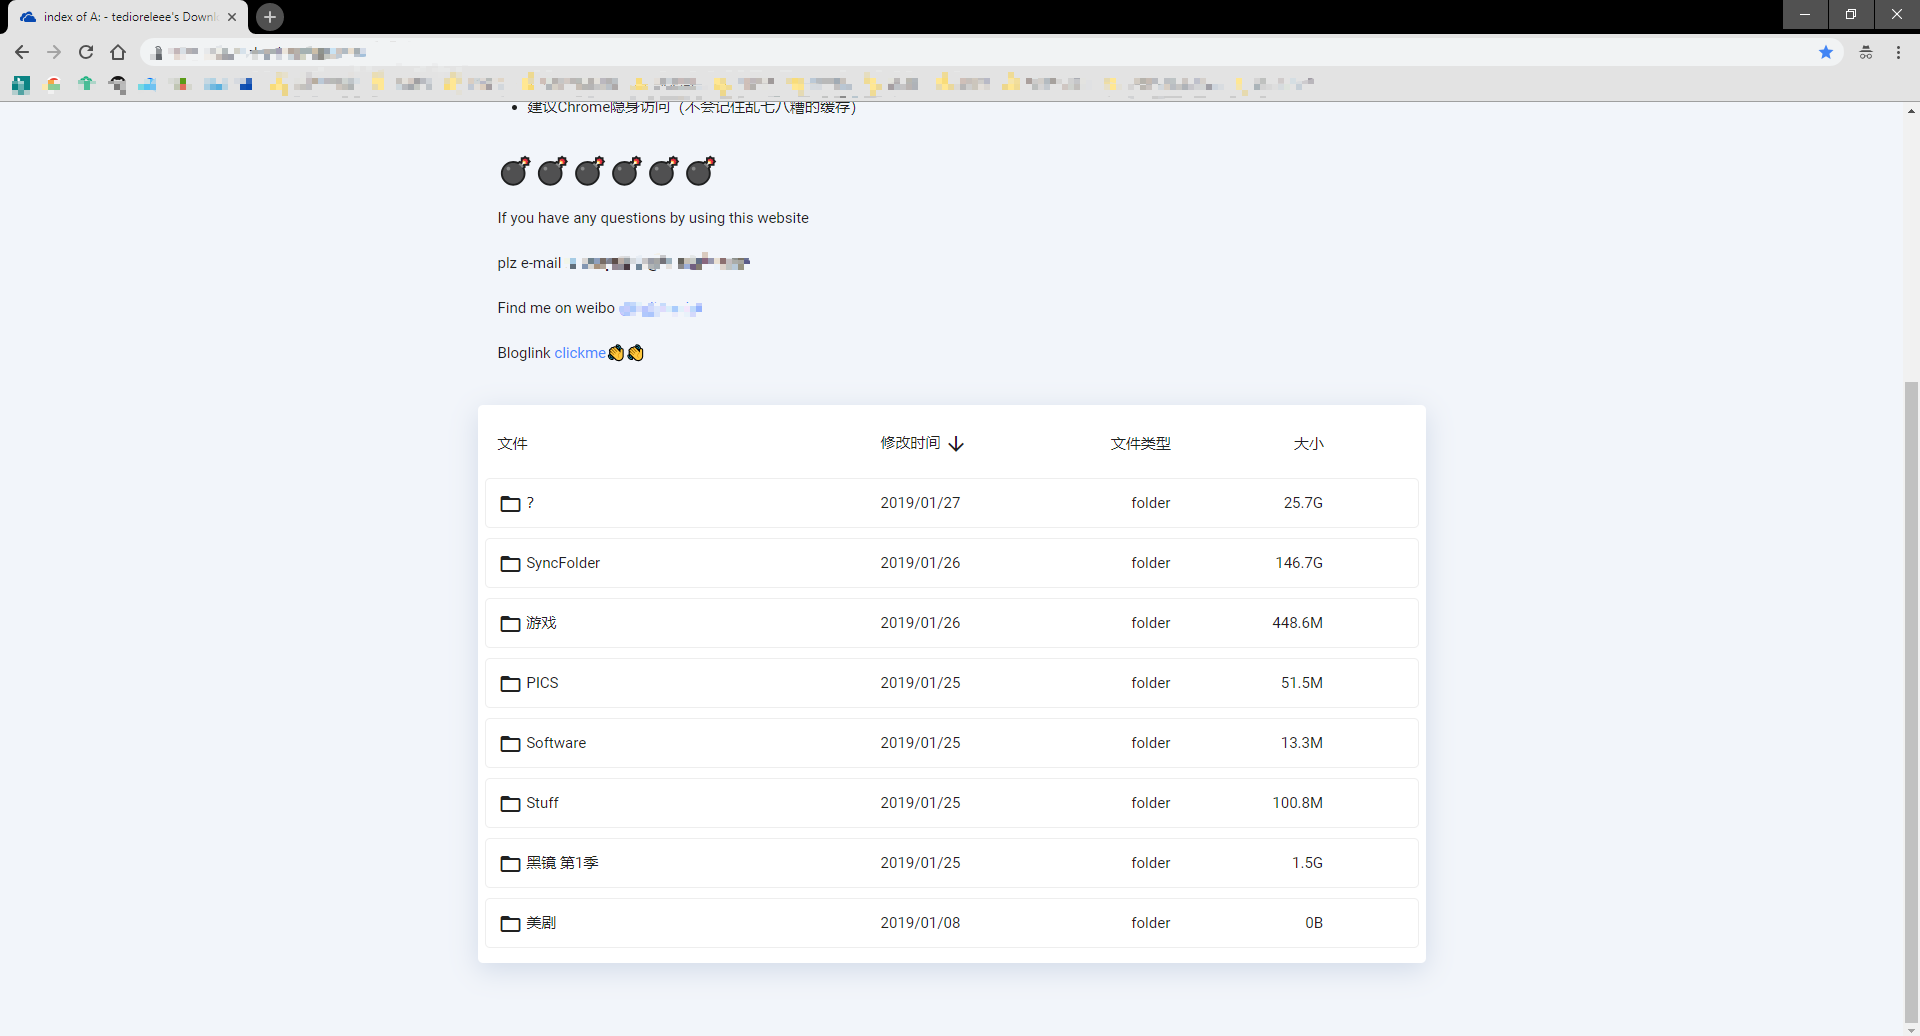 index of A: - tedioreleee's Downl
建议Chrome隐身访问（不会记住乱七八糟的缓存）
If you have any questions by using this website
plz e-mail
Find me on weibo
Bloglink clickme👏👏
文件 修改时间 文件类型 大小
? 2019/01/27 folder 25.7G
SyncFolder 2019/01/26 folder 146.7G
游戏 2019/01/26 folder 448.6M
PICS 2019/01/25 folder 51.5M
Software 2019/01/25 folder 13.3M
Stuff 2019/01/25 folder 100.8M
黑镜 第1季 2019/01/25 folder 1.5G
美剧 2019/01/08 folder 0B